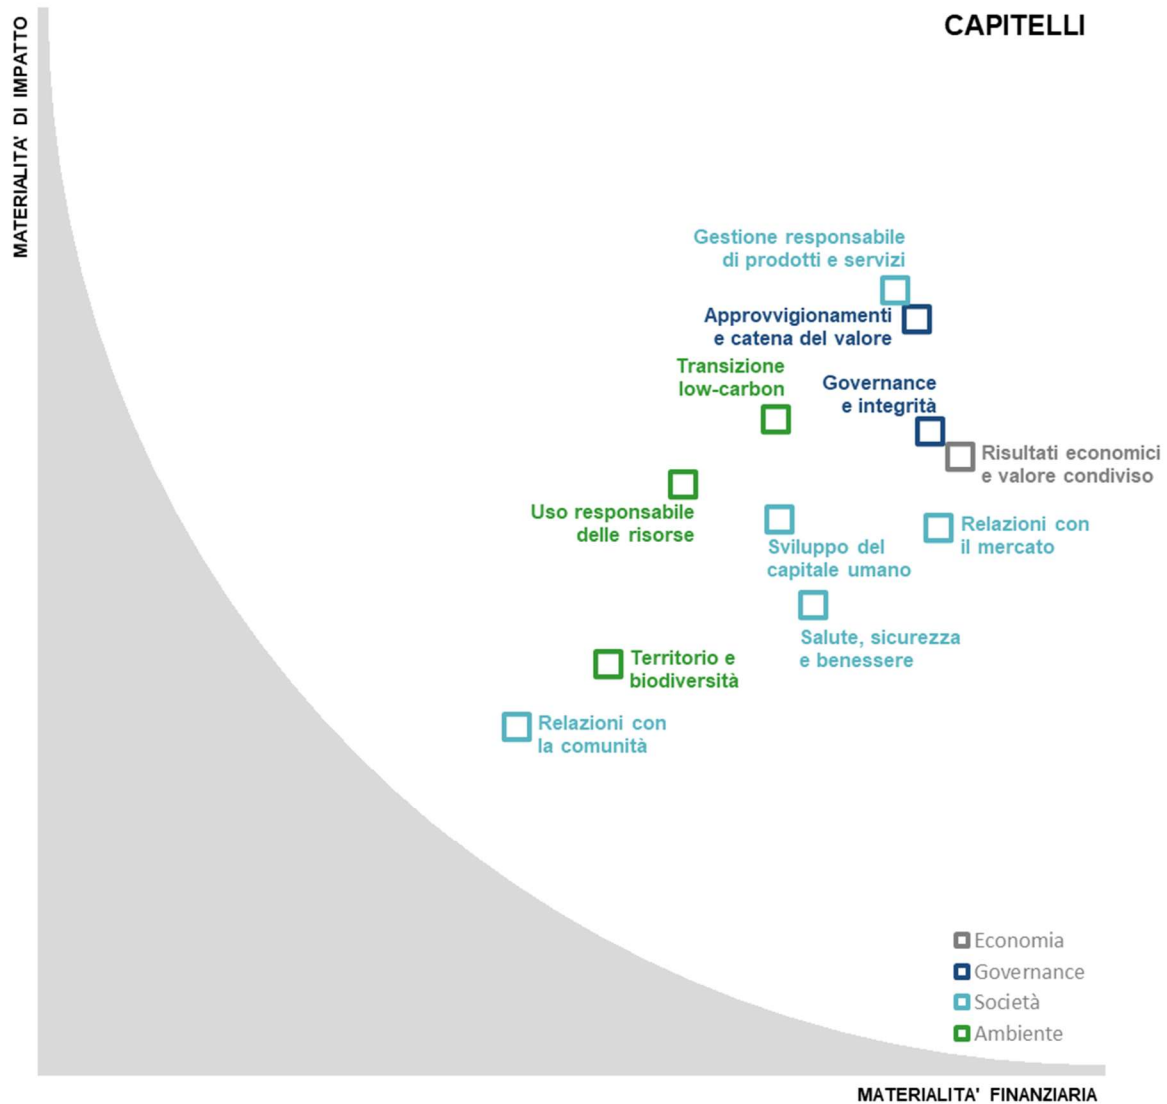 CAPITELLI
MATERIALITA' DI IMPATTO
Gestione responsabile
di prodotti e servizi
Approvvigionamenti
e catena del valore
Transizione
low-carbon
Governance
e integrità
Risultati economici
e valore condiviso
Uso responsabile
delle risorse
Sviluppo del
capitale umano
Relazioni con
il mercato
Salute, sicurezza
e benessere
Territorio e
biodiversità
Relazioni con
la comunità
Economia
Governance
Società
Ambiente
MATERIALITA' FINANZIARIA